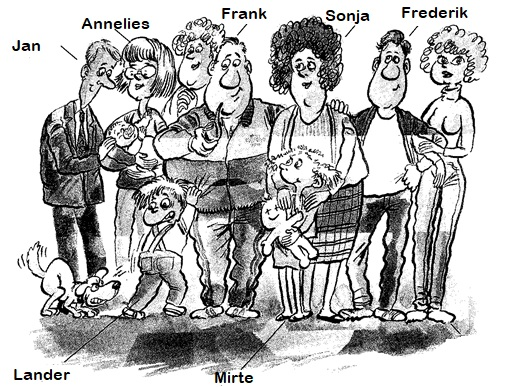 Jan
Annelies
Frank
Sonja
Frederik
Lander
Mirte